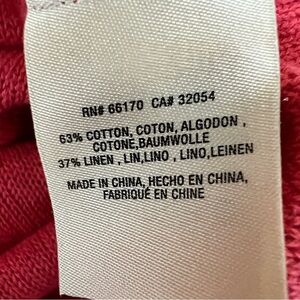 RN# 66170 CA# 32054
63% COTTON, COTON, ALGODON ,
COTONE,BAUMWOLLE
37% LINEN , LIN,LINO , LINO,LEINEN
MADE IN CHINA, HECHO EN CHINA,
FABRIQUÉ EN CHINE